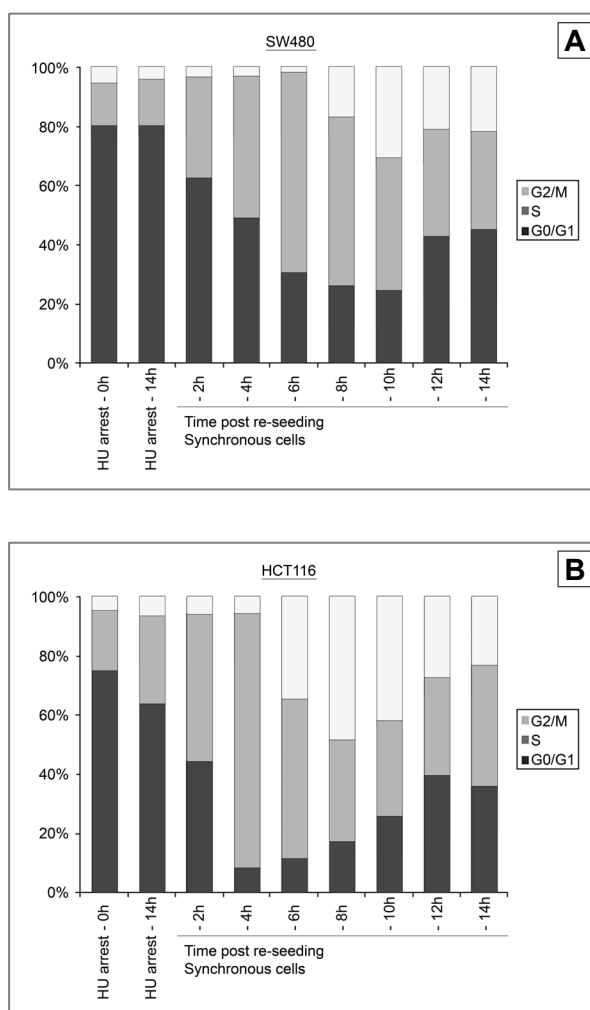 A
SW480
100%
80%
60%
40%
20%
0%
G2/M
S
G0/G1
HU arrest - 0h
HU arrest - 14h
- 2h
- 4h
- 6h
- 8h
- 10h
- 12h
- 14h
Time post re-seeding
Synchronous cells
B
HCT116
100%
80%
60%
40%
20%
0%
G2/M
S
G0/G1
HU arrest - 0h
HU arrest - 14h
- 2h
- 4h
- 6h
- 8h
- 10h
- 12h
- 14h
Time post re-seeding
Synchronous cells